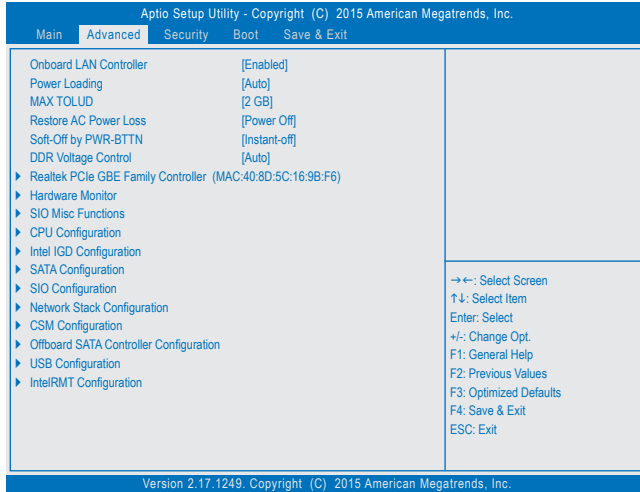 Aptio Setup Utility - Copyright (C) 2015 American Megatrends, Inc.
Main Advanced Security Boot Save & Exit
Onboard LAN Controller [Enabled]
Power Loading [Auto]
MAX TOLUD [2 GB]
Restore AC Power Loss [Power Off]
Soft-Off by PWR-BTTN [Instant-off]
DDR Voltage Control [Auto]
Realtek PCIe GBE Family Controller (MAC:40:8D:5C:16:9B:F6)
Hardware Monitor
SIO Misc Functions
CPU Configuration
Intel IGD Configuration
SATA Configuration
SIO Configuration
Network Stack Configuration
CSM Configuration
Offboard SATA Controller Configuration
USB Configuration
IntelRMT Configuration
→←: Select Screen
↑↓: Select Item
Enter: Select
+/-: Change Opt.
F1: General Help
F2: Previous Values
F3: Optimized Defaults
F4: Save & Exit
ESC: Exit
Version 2.17.1249. Copyright (C) 2015 American Megatrends, Inc.